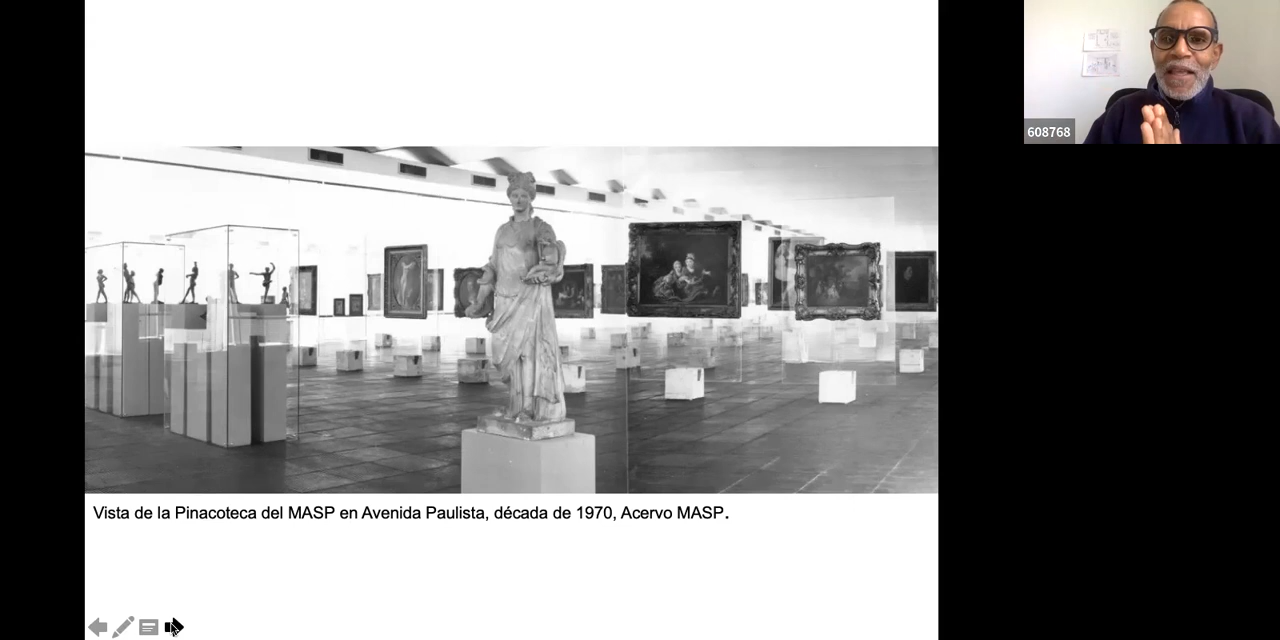 608768
Vista de la Pinacoteca del MASP en Avenida Paulista, década de 1970, Acervo MASP.